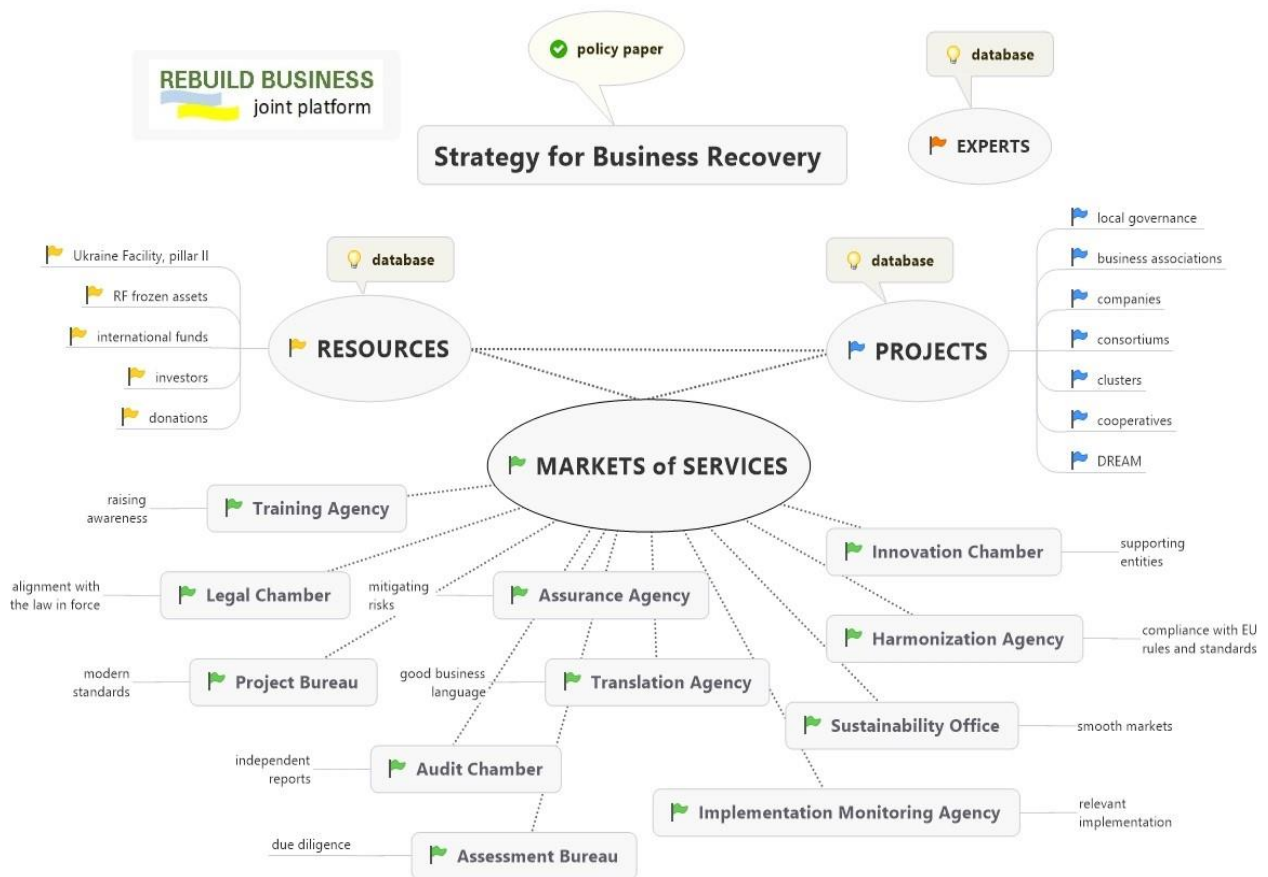 policy paper
database
REBUILD BUSINESS
joint platform
Strategy for Business Recovery
EXPERTS
local governance
Ukraine Facility, pillar II
database
database
business associations
RF frozen assets
companies
international funds
RESOURCES
PROJECTS
consortiums
investors
clusters
donations
cooperatives
MARKETS of SERVICES
DREAM
raising
awareness
Training Agency
Innovation Chamber
supporting
entities
alignment with
the law in force
Legal Chamber
mitigating
risks
Assurance Agency
Harmonization Agency
compliance with EU
rules and standards
modern
standards
Project Bureau
good business
language
Translation Agency
Sustainability Office
smooth markets
independent
reports
Audit Chamber
Implementation Monitoring Agency
relevant
implementation
due diligence
Assessment Bureau